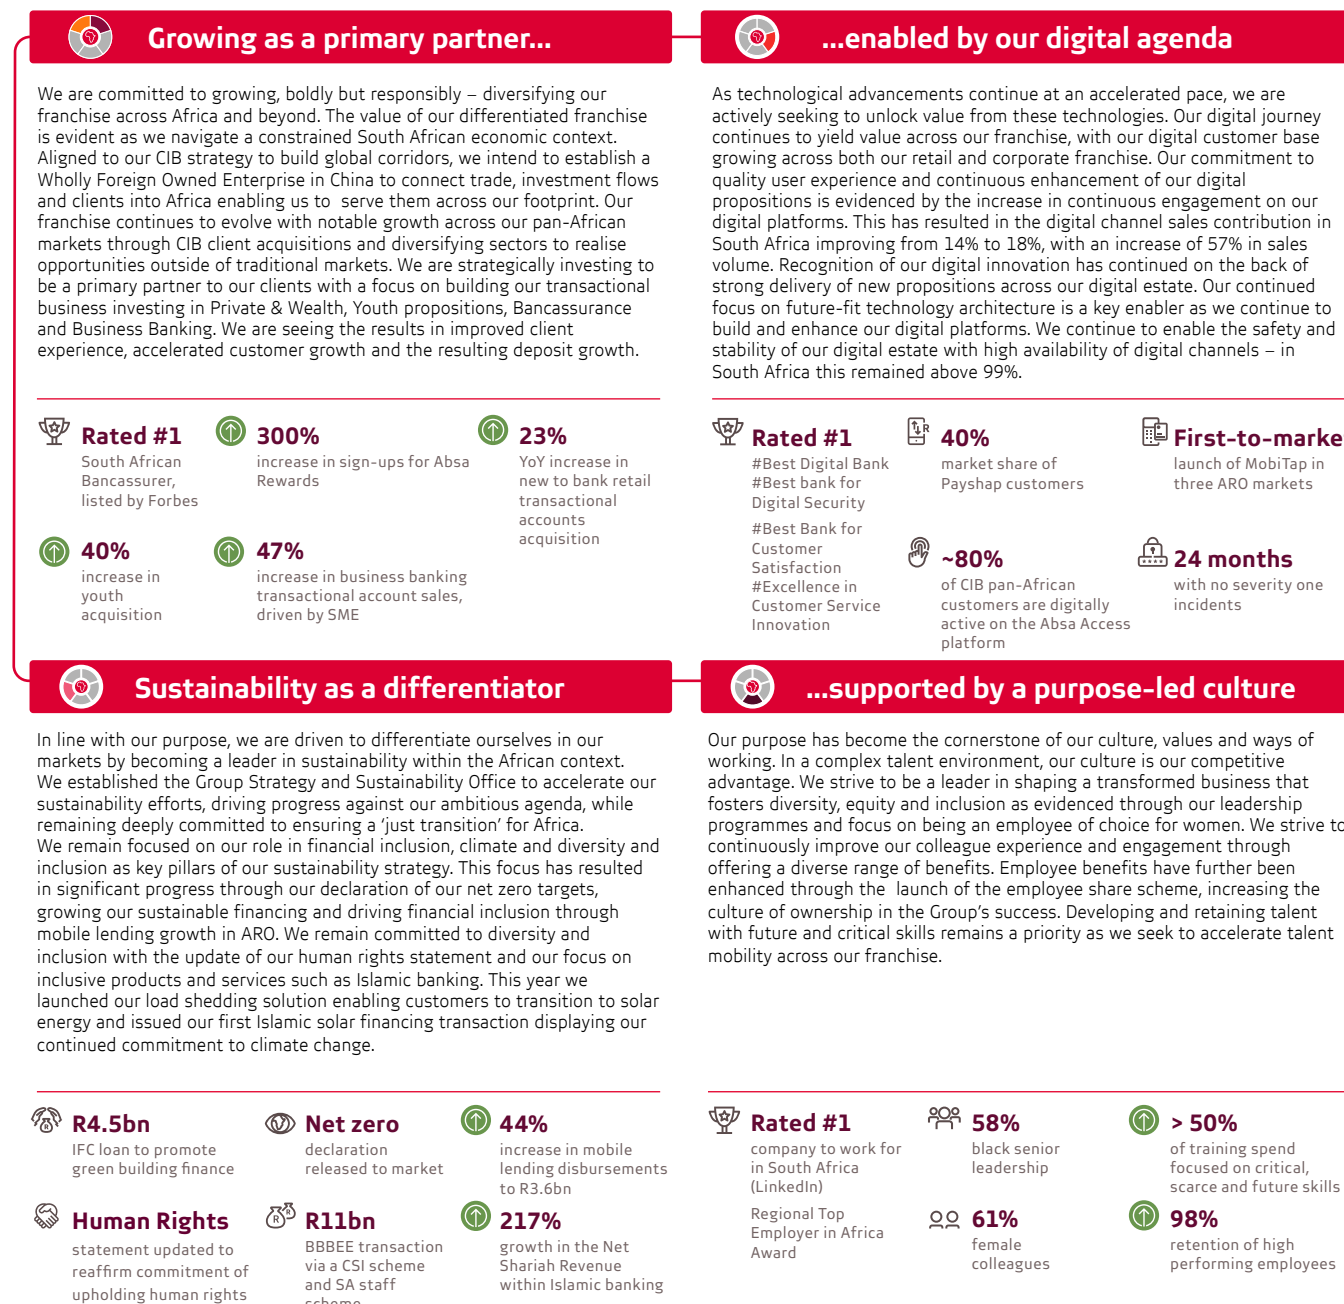 Growing as a primary partner...
We are committed to growing, boldly but responsibly – diversifying our
franchise across Africa and beyond. The value of our differentiated franchise
is evident as we navigate a constrained South African economic context.
Aligned to our CIB strategy to build global corridors, we intend to establish a
Wholly Foreign Owned Enterprise in China to connect trade, investment flows
and clients into Africa enabling us to serve them across our footprint. Our
franchise continues to evolve with notable growth across our pan-African
markets through CIB client acquisitions and diversifying sectors to realise
opportunities outside of traditional markets. We are strategically investing to
be a primary partner to our clients with a focus on building our transactional
business investing in Private & Wealth, Youth propositions, Bancassurance
and Business Banking. We are seeing the results in improved client
experience, accelerated customer growth and the resulting deposit growth.
Rated #1
South African
Bancassurer,
listed by Forbes
300%
increase in sign-ups for Absa
Rewards
23%
YoY increase in
new to bank retail
transactional
accounts
acquisition
40%
increase in
youth
acquisition
47%
increase in business banking
transactional account sales,
driven by SME
...enabled by our digital agenda
As technological advancements continue at an accelerated pace, we are
actively seeking to unlock value from these technologies. Our digital journey
continues to yield value across our franchise, with our digital customer base
growing across both our retail and corporate franchise. Our commitment to
quality user experience and continuous enhancement of our digital
propositions is evidenced by the increase in continuous engagement on our
digital platforms. This has resulted in the digital channel sales contribution in
South Africa improving from 14% to 18%, with an increase of 57% in sales
volume. Recognition of our digital innovation has continued on the back of
strong delivery of new propositions across our digital estate. Our continued
focus on future-fit technology architecture is a key enabler as we continue to
build and enhance our digital platforms. We continue to enable the safety and
stability of our digital estate with high availability of digital channels – in
South Africa this remained above 99%.
Rated #1
#Best Digital Bank
#Best bank for
Digital Security
#Best Bank for
Customer
Satisfaction
#Excellence in
Customer Service
Innovation
R
40%
market share of
Payshap customers
First-to-marke
launch of MobiTap in
three ARO markets
~80%
of CIB pan-African
customers are digitally
active on the Absa Access
platform
24 months
with no severity one
incidents
Sustainability as a differentiator
In line with our purpose, we are driven to differentiate ourselves in our
markets by becoming a leader in sustainability within the African context.
We established the Group Strategy and Sustainability Office to accelerate our
sustainability efforts, driving progress against our ambitious agenda, while
remaining deeply committed to ensuring a ‘just transition’ for Africa.
We remain focused on our role in financial inclusion, climate and diversity and
inclusion as key pillars of our sustainability strategy. This focus has resulted
in significant progress through our declaration of our net zero targets,
growing our sustainable financing and driving financial inclusion through
mobile lending growth in ARO. We remain committed to diversity and
inclusion with the update of our human rights statement and our focus on
inclusive products and services such as Islamic banking. This year we
launched our load shedding solution enabling customers to transition to solar
energy and issued our first Islamic solar financing transaction displaying our
continued commitment to climate change.
R4.5bn
IFC loan to promote
green building finance
Net zero
declaration
released to market
44%
increase in mobile
lending disbursements
to R3.6bn
Human Rights
statement updated to
reaffirm commitment of
upholding human rights
R11bn
BBBEE transaction
via a CSI scheme
and SA staff
scheme
217%
growth in the Net
Shariah Revenue
within Islamic banking
...supported by a purpose-led culture
Our purpose has become the cornerstone of our culture, values and ways of
working. In a complex talent environment, our culture is our competitive
advantage. We strive to be a leader in shaping a transformed business that
fosters diversity, equity and inclusion as evidenced through our leadership
programmes and focus on being an employee of choice for women. We strive to
continuously improve our colleague experience and engagement through
offering a diverse range of benefits. Employee benefits have further been
enhanced through the launch of the employee share scheme, increasing the
culture of ownership in the Group’s success. Developing and retaining talent
with future and critical skills remains a priority as we seek to accelerate talent
mobility across our franchise.
Rated #1
company to work for
in South Africa
(LinkedIn)
Regional Top
Employer in Africa
Award
58%
black senior
leadership
> 50%
of training spend
focused on critical,
scarce and future skills
61%
female
colleagues
98%
retention of high
performing employees